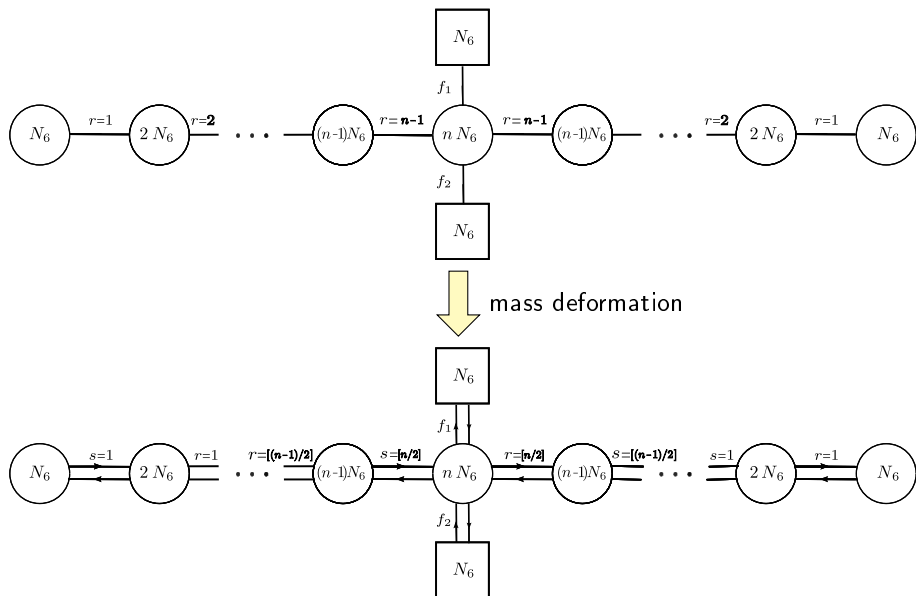 N₆
f₁
r=1 r=2 r=n-1 r=n-1 r=2 r=1
N₆ 2 N₆ ... (n-1)N₆ n N₆ (n-1)N₆ ... 2 N₆ N₆
f₂
N₆
mass deformation
N₆
f₁
s=1 r=1 r=[(n-1)/2] s=[n/2] r=[n/2] s=[(n-1)/2] s=1 r=1
N₆ 2 N₆ ... (n-1)N₆ n N₆ (n-1)N₆ ... 2 N₆ N₆
f₂
N₆